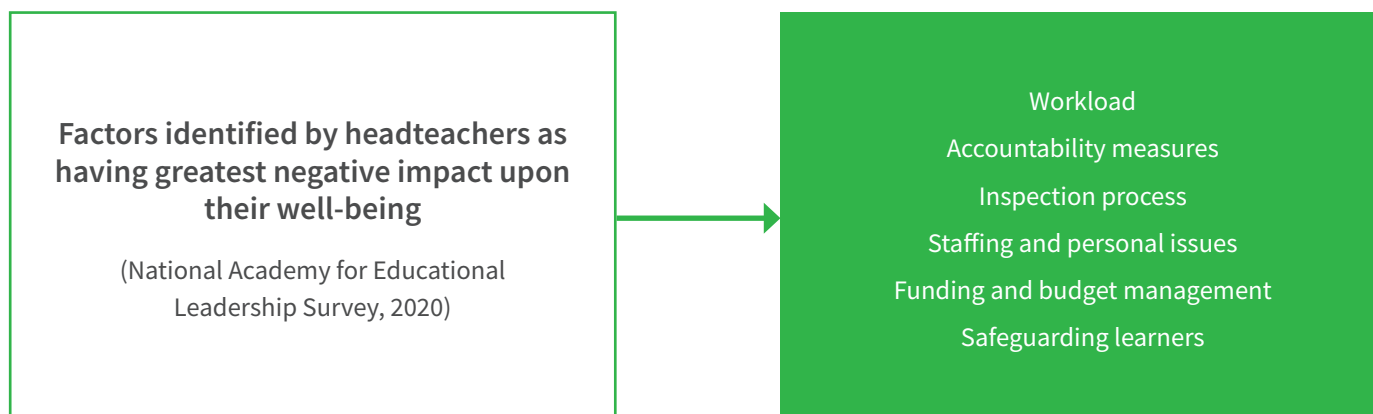 Factors identified by headteachers as
having greatest negative impact upon
their well-being
(National Academy for Educational
Leadership Survey, 2020)
Workload
Accountability measures
Inspection process
Staffing and personal issues
Funding and budget management
Safeguarding learners